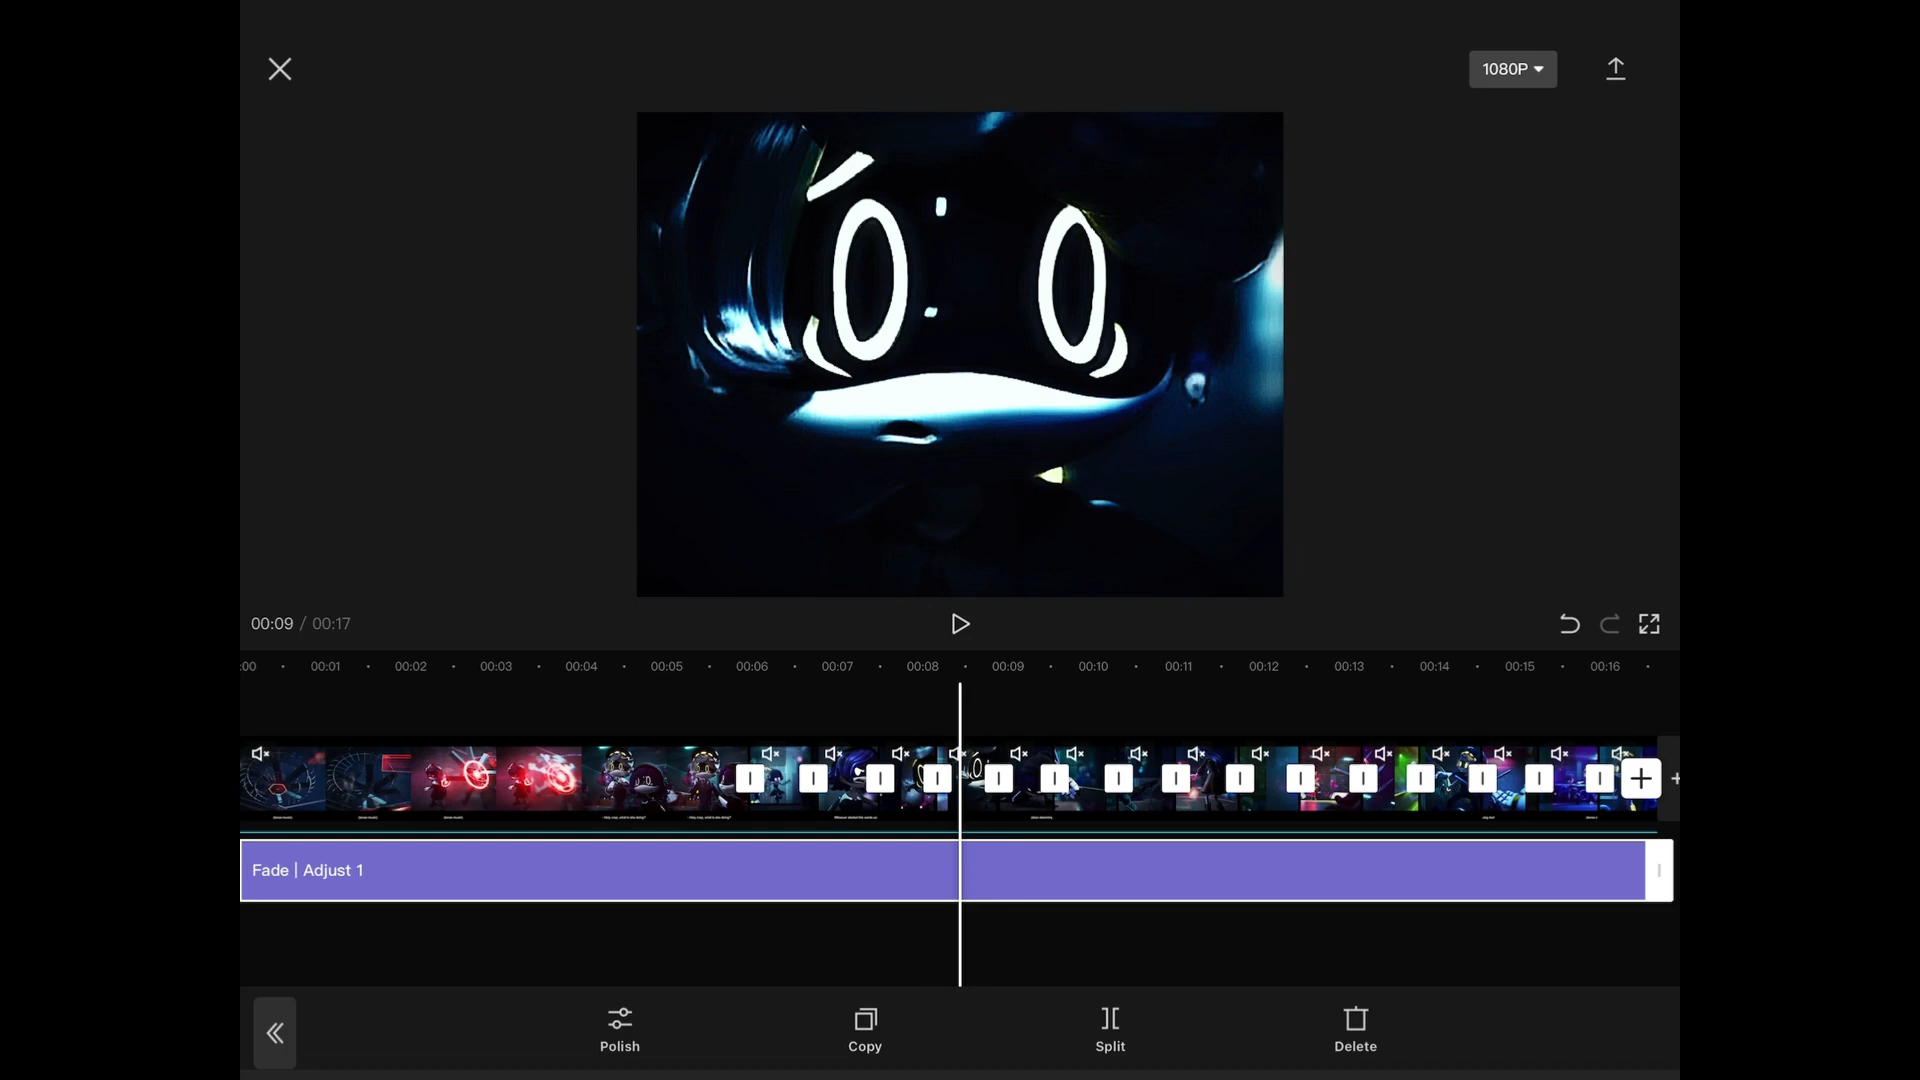 1080P
00:09 / 00:17
:00 00:01 00:02 00:03 00:04 00:05 00:06 00:07 00:08 00:09 00:10 00:11 00:12 00:13 00:14 00:15 00:16
Fade | Adjust 1
Polish Copy Split Delete